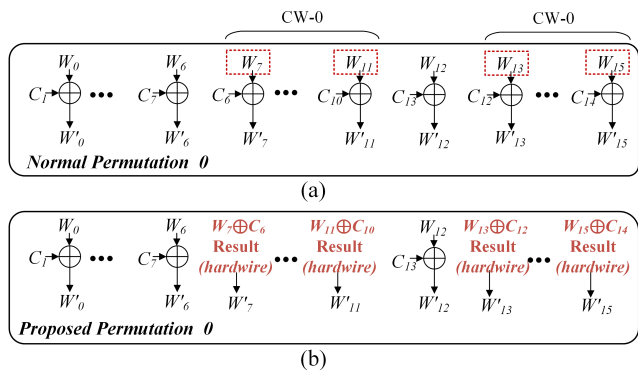 CW-0 CW-0
W0 W6 W7 W11 W12 W13 W15
C1 ••• C7 C6 ••• C10 C13 C12 ••• C14
W'0 W'6 W'7 W'11 W'12 W'13 W'15
Normal Permutation 0
(a)
W0 W6 W7⊕C6 W11⊕C10 W12 W13⊕C12 W15⊕C14
C1 ••• C7 Result ••• Result C13 Result ••• Result
(hardwire) (hardwire) (hardwire) (hardwire)
W'0 W'6 W'7 W'11 W'12 W'13 W'15
Proposed Permutation 0
(b)